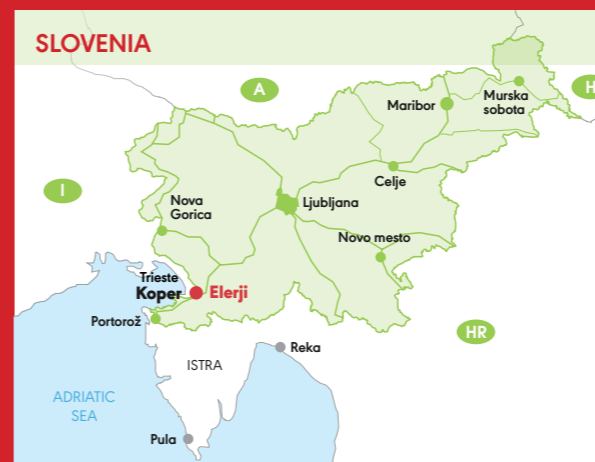 SLOVENIA
A
H
Maribor
Murska
sobota
I
Celje
Nova
Gorica
Ljubljana
Novo mesto
Trieste
Koper
Elerji
Portorož
HR
Reka
ISTRA
ADRIATIC
SEA
Pula